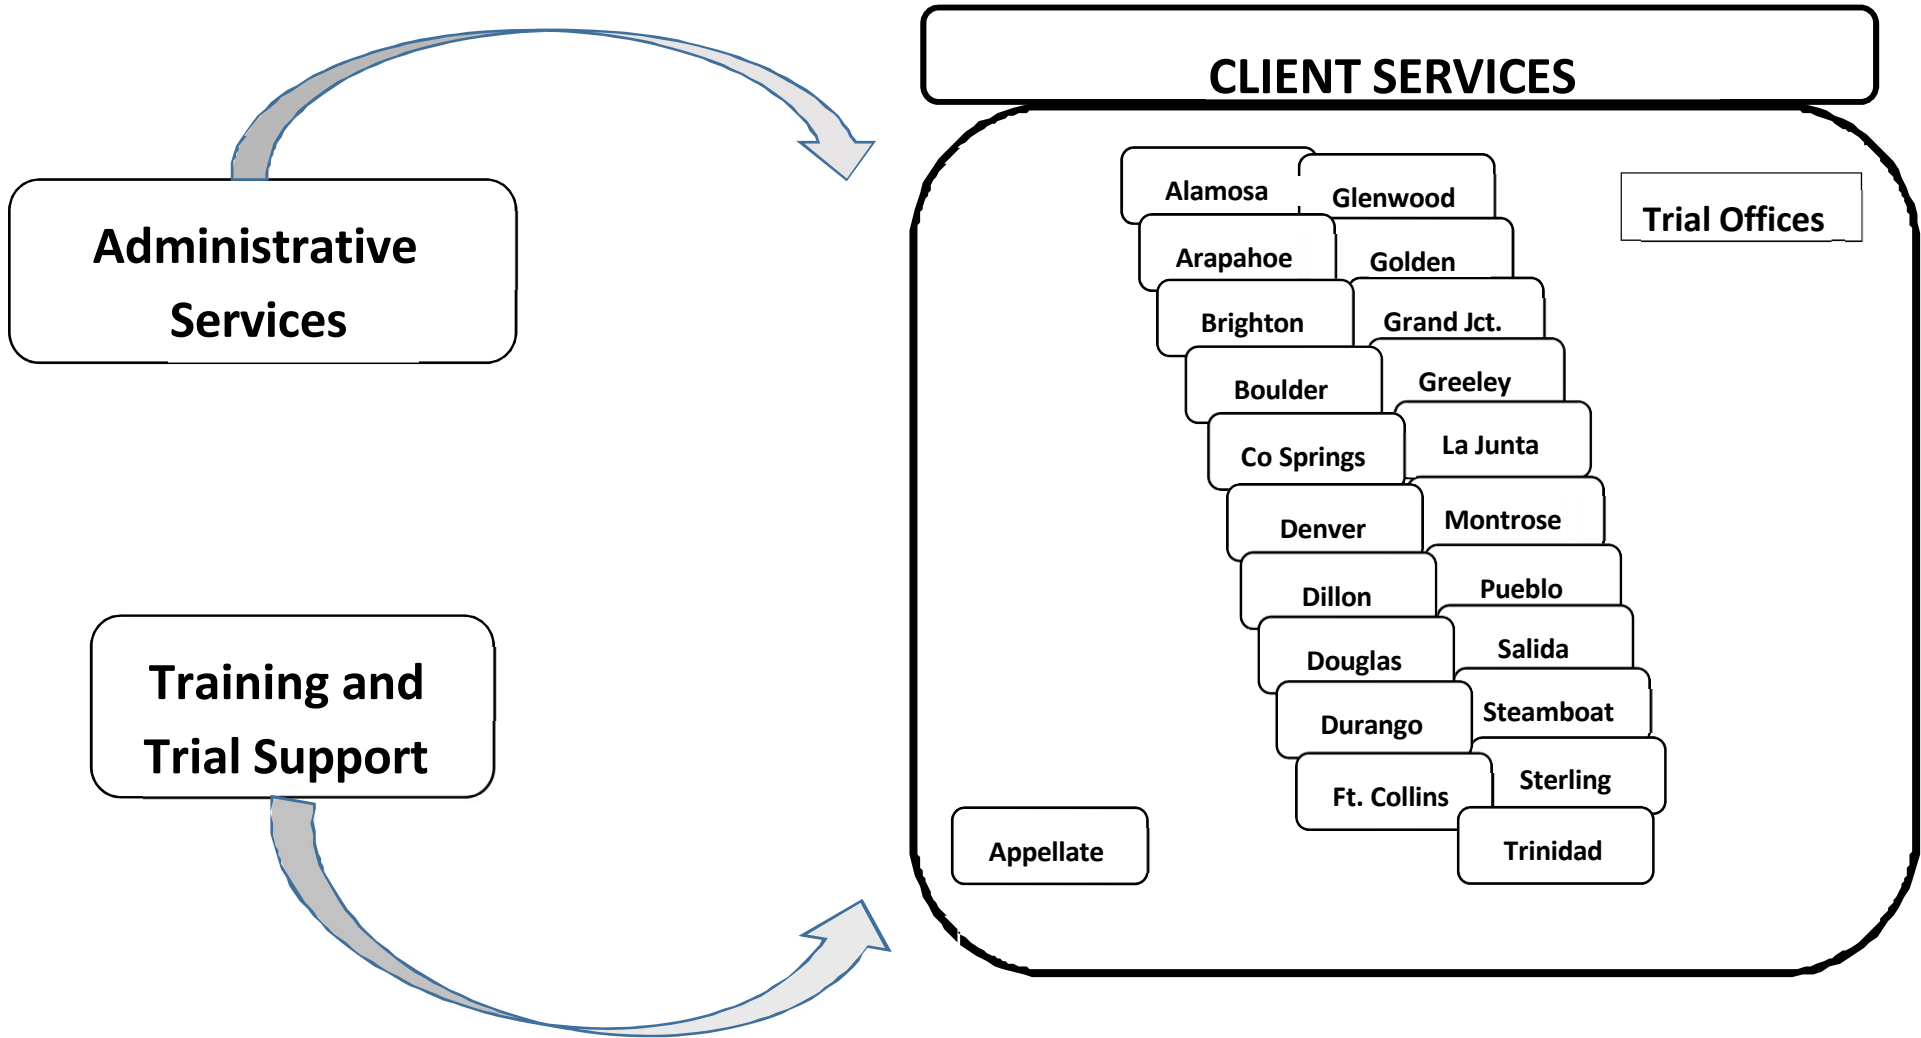 CLIENT SERVICES
Administrative
Services
Training and
Trial Support
Trial Offices
Alamosa
Arapahoe
Brighton
Boulder
Co Springs
Denver
Dillon
Douglas
Durango
Ft. Collins
Glenwood
Golden
Grand Jct.
Greeley
La Junta
Montrose
Pueblo
Salida
Steamboat
Sterling
Trinidad
Appellate